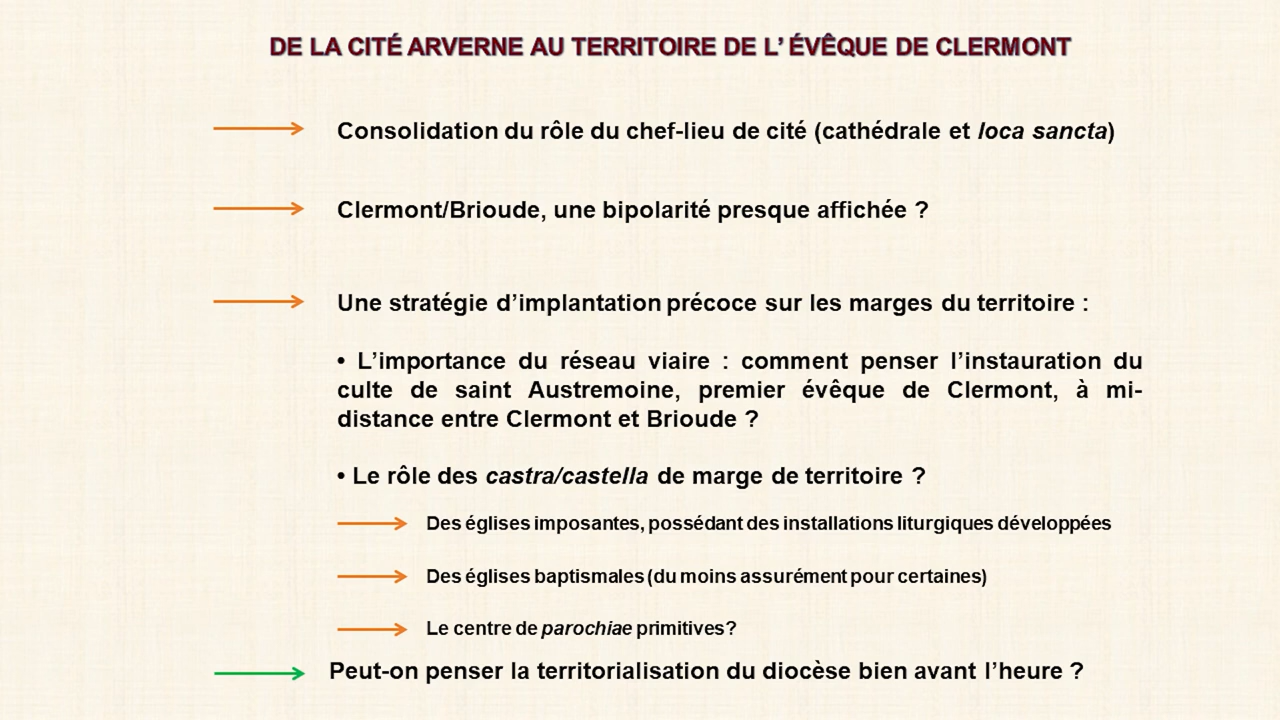 DE LA CITÉ ARVERNE AU TERRITOIRE DE L’ ÉVÊQUE DE CLERMONT
Consolidation du rôle du chef-lieu de cité (cathédrale et loca sancta)
Clermont/Brioude, une bipolarité presque affichée ?
Une stratégie d’implantation précoce sur les marges du territoire :
• L’importance du réseau viaire : comment penser l’instauration du
culte de saint Austremoine, premier évêque de Clermont, à mi-
distance entre Clermont et Brioude ?
• Le rôle des castra/castella de marge de territoire ?
Des églises imposantes, possédant des installations liturgiques développées
Des églises baptismales (du moins assurément pour certaines)
Le centre de parochiae primitives?
Peut-on penser la territorialisation du diocèse bien avant l’heure ?